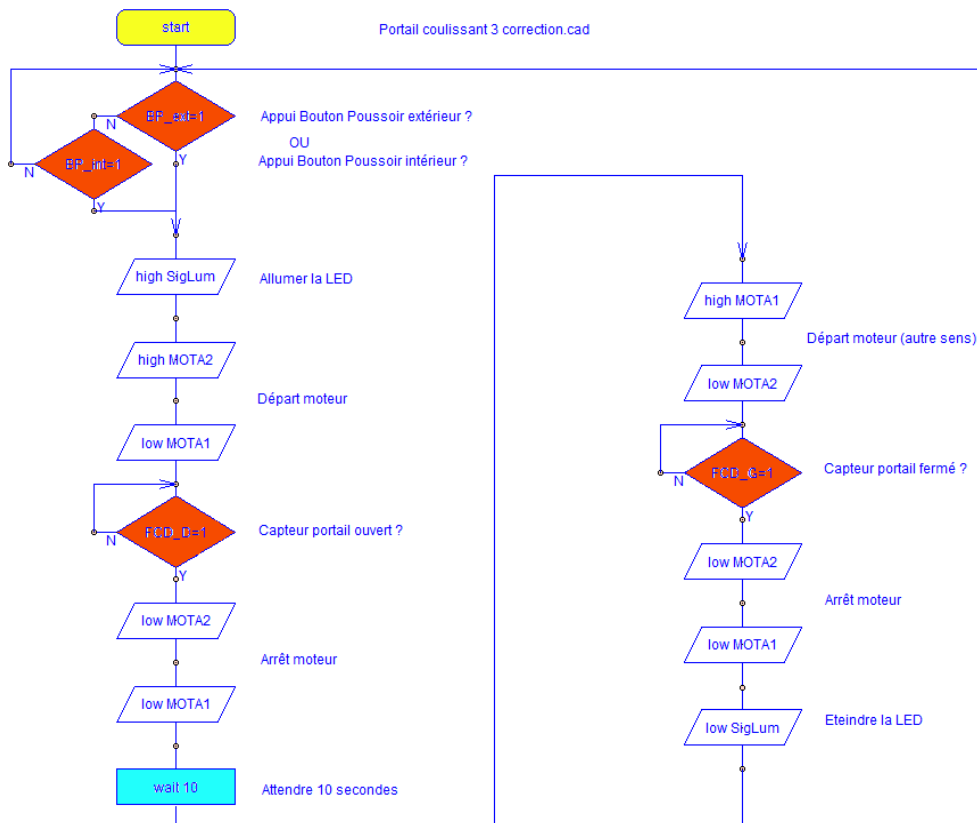 start
Portail coulissant 3 correction.cad
BP_ext=1
N
Y
Appui Bouton Poussoir extérieur ?
OU
Appui Bouton Poussoir intérieur ?
BP_int=1
N
Y
high SigLum
Allumer la LED
high MOTA2
Départ moteur
low MOTA1
FCD_D=1
N
Y
Capteur portail ouvert ?
low MOTA2
Arrêt moteur
low MOTA1
wait 10
Attendre 10 secondes
high MOTA1
Départ moteur (autre sens)
low MOTA2
FCD_G=1
N
Y
Capteur portail fermé ?
low MOTA2
Arrêt moteur
low MOTA1
low SigLum
Eteindre la LED